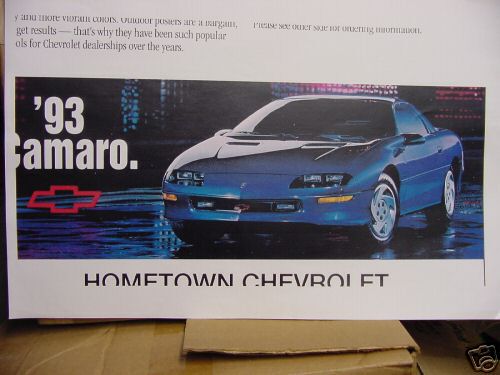 y and more vibrant colors. Outdoor posters are a bargain,
get results — that's why they have been such popular
ols for Chevrolet dealerships over the years.
Please see other side for ordering information.
'93
Camaro.
HOMETOWN CHEVROLET